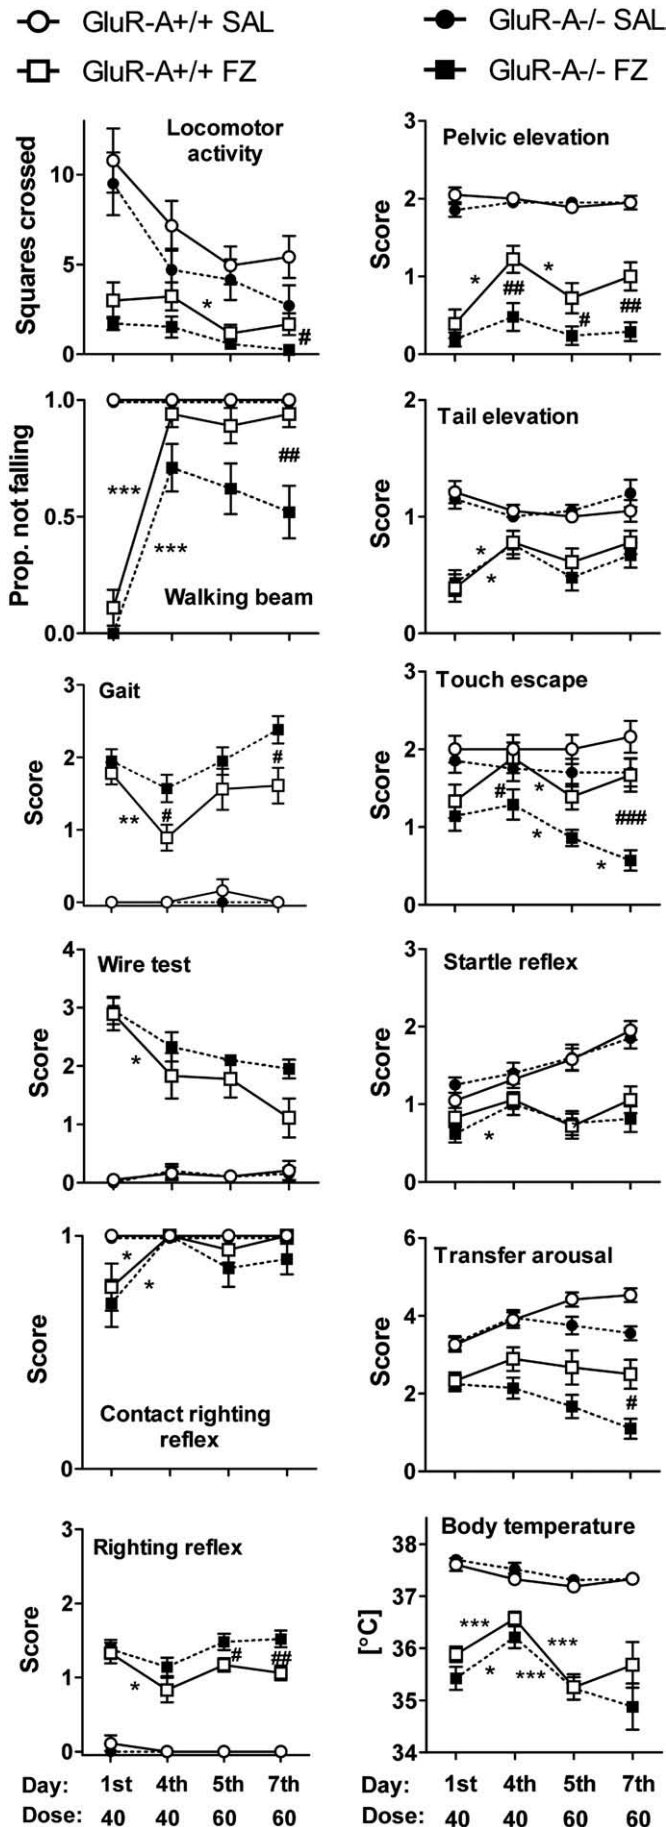 GluR-A+/+ SAL
GluR-A-/- SAL
GluR-A+/+ FZ
GluR-A-/- FZ
Squares crossed
Locomotor
activity
10
5
0
*
#
Score
Pelvic elevation
3
2
1
0
*
*
##
#
##
Prop. not falling
1.0
0.5
0.0
***
***
##
Walking beam
Score
Tail elevation
2
1
0
*
*
Score
Gait
3
2
1
0
**
#
#
Score
Touch escape
3
2
1
0
#
*
*
*
###
Score
Wire test
4
3
2
1
0
*
Score
Startle reflex
3
2
1
0
*
Score
1
0
*
*
Contact righting
reflex
Score
Transfer arousal
6
4
2
0
#
Score
Righting reflex
3
2
1
0
*
#
##
[°C]
Body temperature
38
37
36
35
34
***
*
***
***
Day: 1st 4th 5th 7th
Dose: 40 40 60 60
Day: 1st 4th 5th 7th
Dose: 40 40 60 60